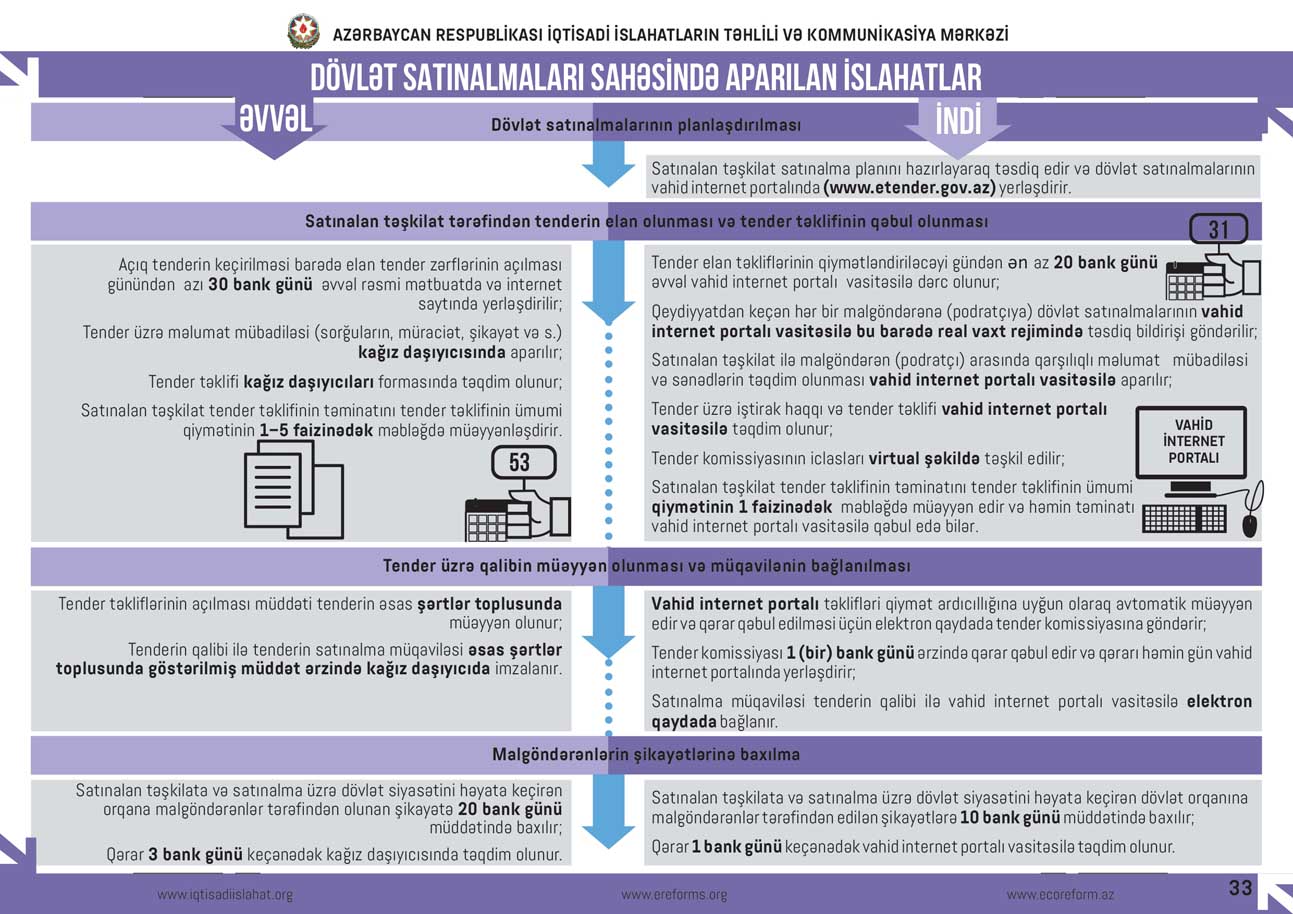 AZƏRBAYCAN RESPUBLİKASI İQTİSADİ İSLAHATLARIN TƏHLİLİ VƏ KOMMUNİKASİYA MƏRKƏZİ
DÖVLƏT SATINALMALARI SAHƏSİNDƏ APARILAN İSLAHATLAR
ƏVVƏL
İNDİ
Dövlət satınalmalarının planlaşdırılması
Satınalan təşkilat satınalma planını hazırlayaraq təsdiq edir və dövlət satınalmalarının
vahid internet portalında (www.etender.gov.az) yerləşdirir.
Satınalan təşkilat tərəfindən tenderin elan olunması və tender təklifinin qəbul olunması
Açıq tenderin keçirilməsi barədə elan tender zərflərinin açılması
günündən azı 30 bank günü əvvəl rəsmi mətbuatda və internet
saytında yerləşdirilir;
Tender üzrə məlumat mübadiləsi (sorğuların, müraciət, şikayət və s.)
kağız daşıyıcısında aparılır;
Tender təklifi kağız daşıyıcıları formasında təqdim olunur;
Satınalan təşkilat tender təklifinin təminatını tender təklifinin ümumi
qiymətinin 1–5 faizinədək məbləğdə müəyyənləşdirir.
53
31
Tender elan təkliflərinin qiymətləndiriləcəyi gündən ən az 20 bank günü
əvvəl vahid internet portalı vasitəsilə dərc olunur;
Qeydiyyatdan keçən hər bir malgöndərənə (podratçıya) dövlət satınalmalarının vahid
internet portalı vasitəsilə bu barədə real vaxt rejimində təsdiq bildirişi göndərilir;
Satınalan təşkilat ilə malgöndərən (podratçı) arasında qarşılıqlı məlumat mübadiləsi
və sənədlərin təqdim olunması vahid internet portalı vasitəsilə aparılır;
Tender üzrə iştirak haqqı və tender təklifi vahid internet portalı
vasitəsilə təqdim olunur;
Tender komissiyasının iclasları virtual şəkildə təşkil edilir;
Satınalan təşkilat tender təklifinin təminatını tender təklifinin ümumi
qiymətinin 1 faizinədək məbləğdə müəyyən edir və həmin təminatı
vahid internet portalı vasitəsilə qəbul edə bilər.
VAHİD
İNTERNET
PORTALI
Tender üzrə qalibin müəyyən olunması və müqavilənin bağlanılması
Tender təkliflərinin açılması müddəti tenderin əsas şərtlər toplusunda
müəyyən olunur;
Tenderin qalibi ilə tenderin satınalma müqaviləsi əsas şərtlər
toplusunda göstərilmiş müddət ərzində kağız daşıyıcıda imzalanır.
Vahid internet portalı təklifləri qiymət ardıcıllığına uyğun olaraq avtomatik müəyyən
edir və qərar qəbul edilməsi üçün elektron qaydada tender komissiyasına göndərir;
Tender komissiyası 1 (bir) bank günü ərzində qərar qəbul edir və qərarı həmin gün vahid
internet portalında yerləşdirir;
Satınalma müqaviləsi tenderin qalibi ilə vahid internet portalı vasitəsilə elektron
qaydada bağlanır.
Malgöndərənlərin şikayətlərinə baxılma
Satınalan təşkilata və satınalma üzrə dövlət siyasətini həyata keçirən
orqana malgöndərənlər tərəfindən olunan şikayətə 20 bank günü
müddətində baxılır;
Qərar 3 bank günü keçənədək kağız daşıyıcısında təqdim olunur.
Satınalan təşkilata və satınalma üzrə dövlət siyasətini həyata keçirən dövlət orqanına
malgöndərənlər tərəfindən edilən şikayətlərə 10 bank günü müddətində baxılır;
Qərar 1 bank günü keçənədək vahid internet portalı vasitəsilə təqdim olunur.
www.iqtisadiislahat.org
www.ereforms.org
www.ecoreform.az
33